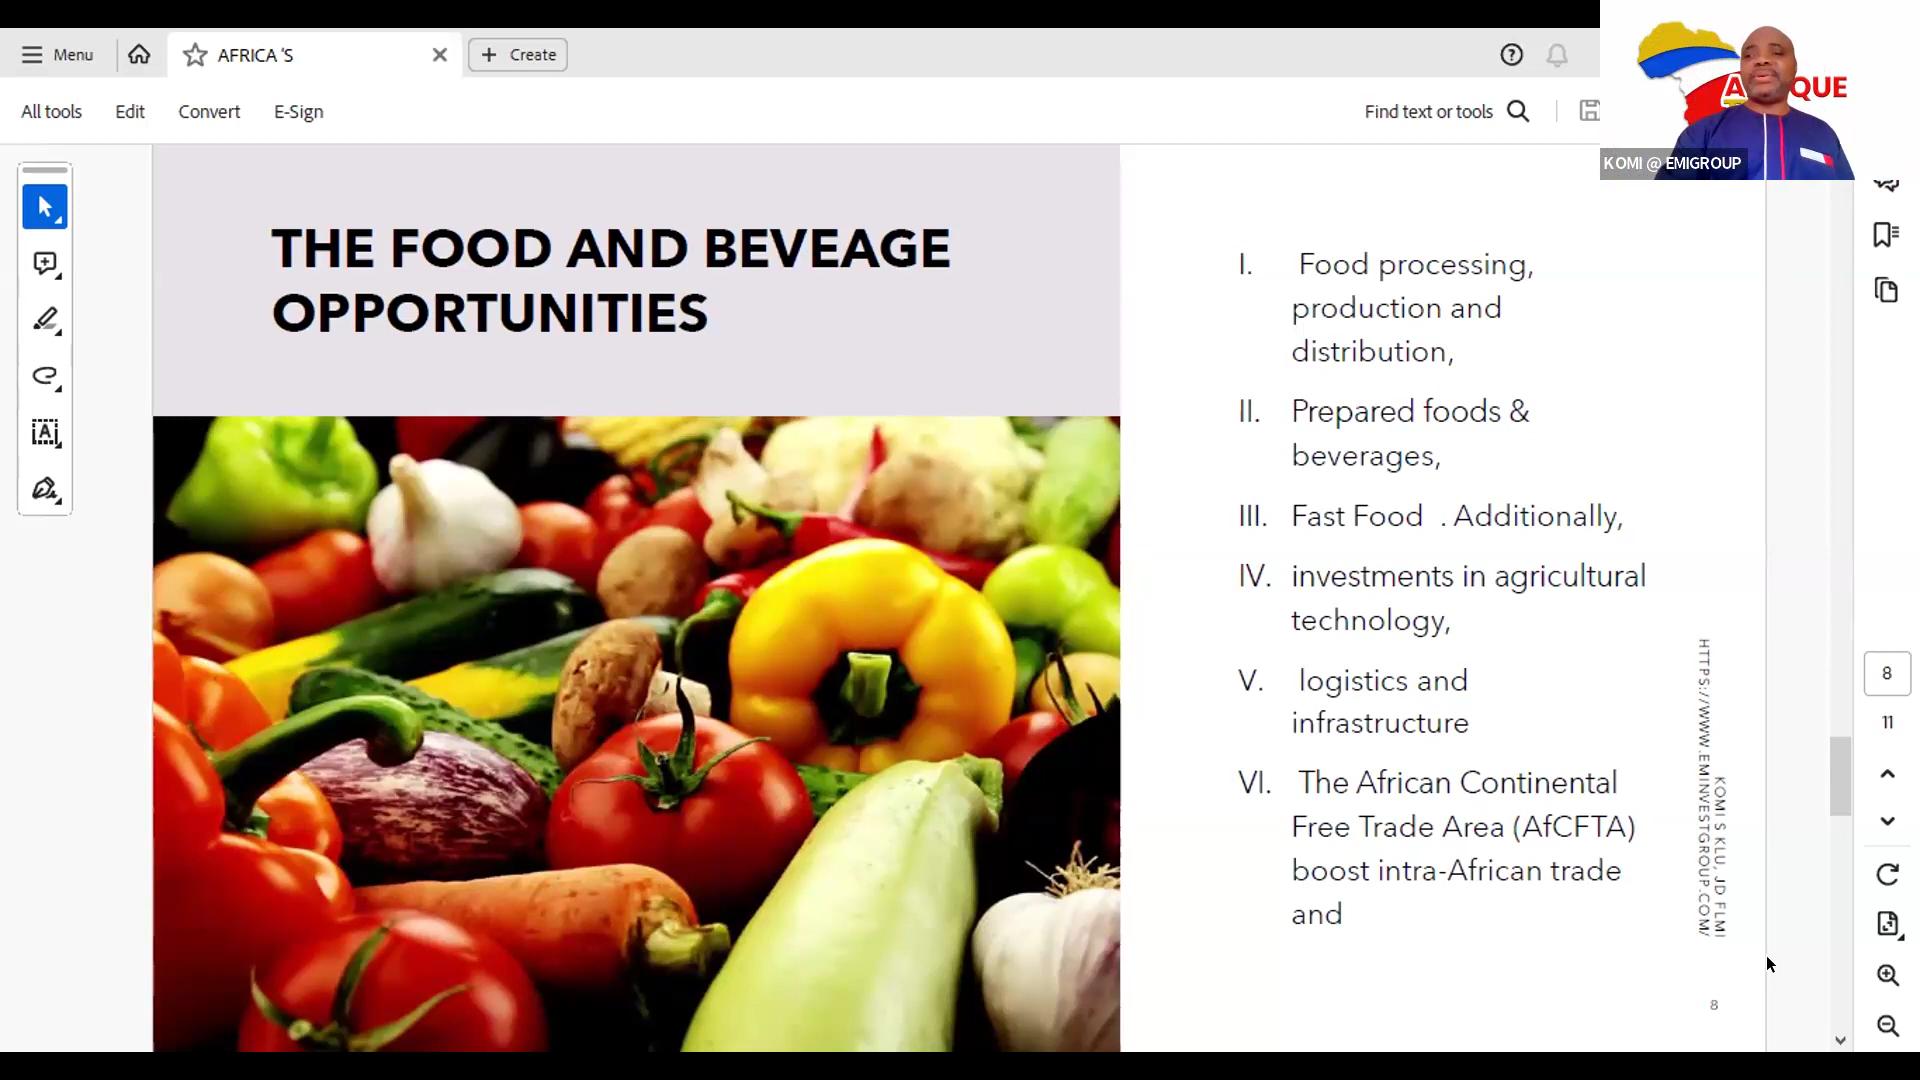 Menu
AFRICA 'S
Create
All tools
Edit
Convert
E-Sign
Find text or tools
QUE
KOMI @ EMIGROUP
THE FOOD AND BEVEAGE
OPPORTUNITIES
I. Food processing,
production and
distribution,
II. Prepared foods &
beverages,
III. Fast Food . Additionally,
IV. investments in agricultural
technology,
V. logistics and
infrastructure
VI. The African Continental
Free Trade Area (AfCFTA)
boost intra-African trade
and
KOMI S KLU, JD FLMI
HTTPS://WWW.EMINVESTGROUP.COM/
8
8
11